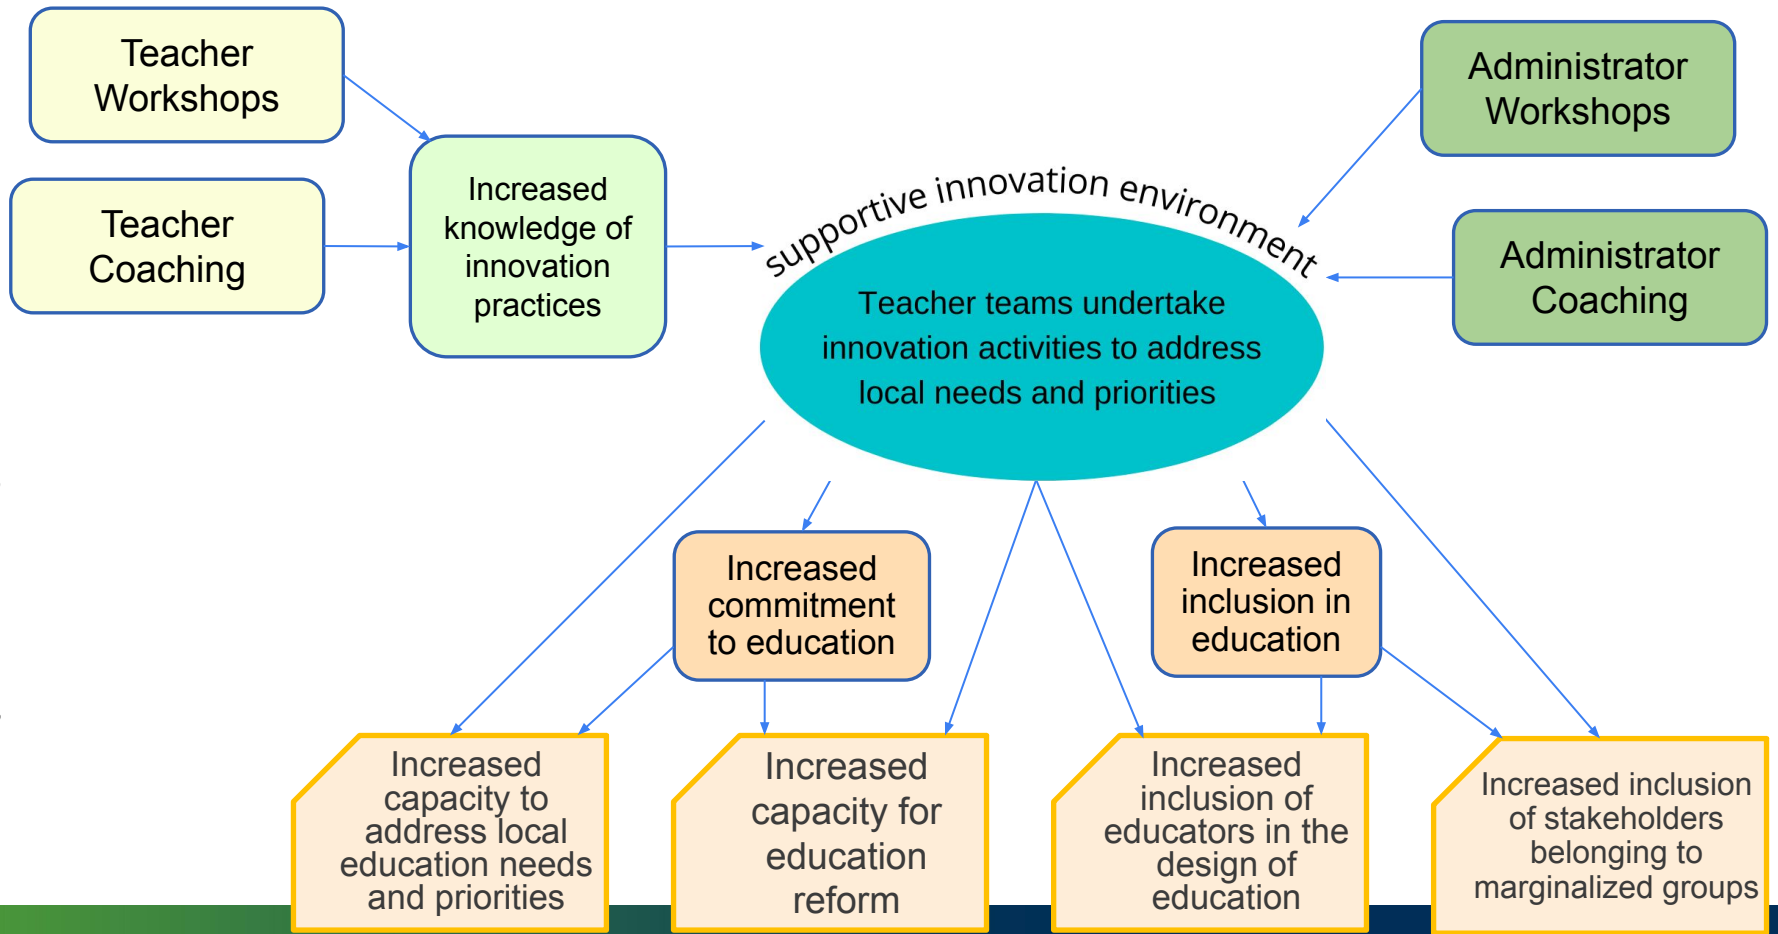 Teacher
Workshops
Teacher
Coaching
Increased
knowledge of
innovation
practices
supportive innovation environment
Teacher teams undertake
innovation activities to address
local needs and priorities
Administrator
Workshops
Administrator
Coaching
Increased
commitment
to education
Increased
inclusion in
education
Increased
capacity to
address local
education needs
and priorities
Increased
capacity for
education
reform
Increased
inclusion of
educators in the
design of
education
Increased inclusion
of stakeholders
belonging to
marginalized groups